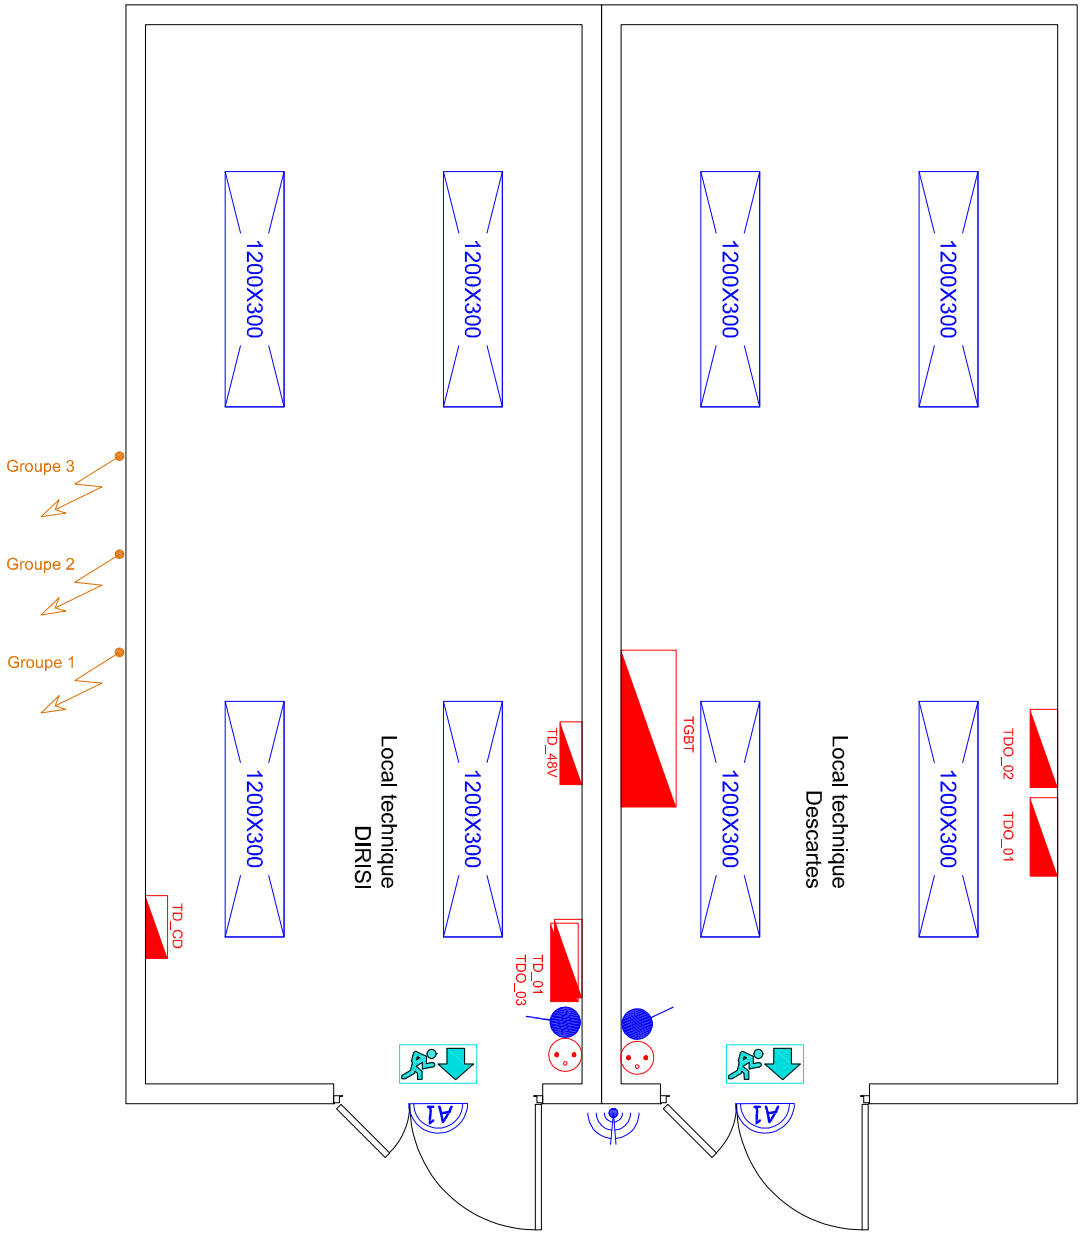 1200X300
1200X300
1200X300
1200X300
Groupe 3
Groupe 2
Groupe 1
TD_48V
TGBT
TDO_02
TDO_01
1200X300
1200X300
1200X300
1200X300
Local technique
DIRISI
Local technique
Descartes
TD_CD
TD_01
TDO_03
A1
A1